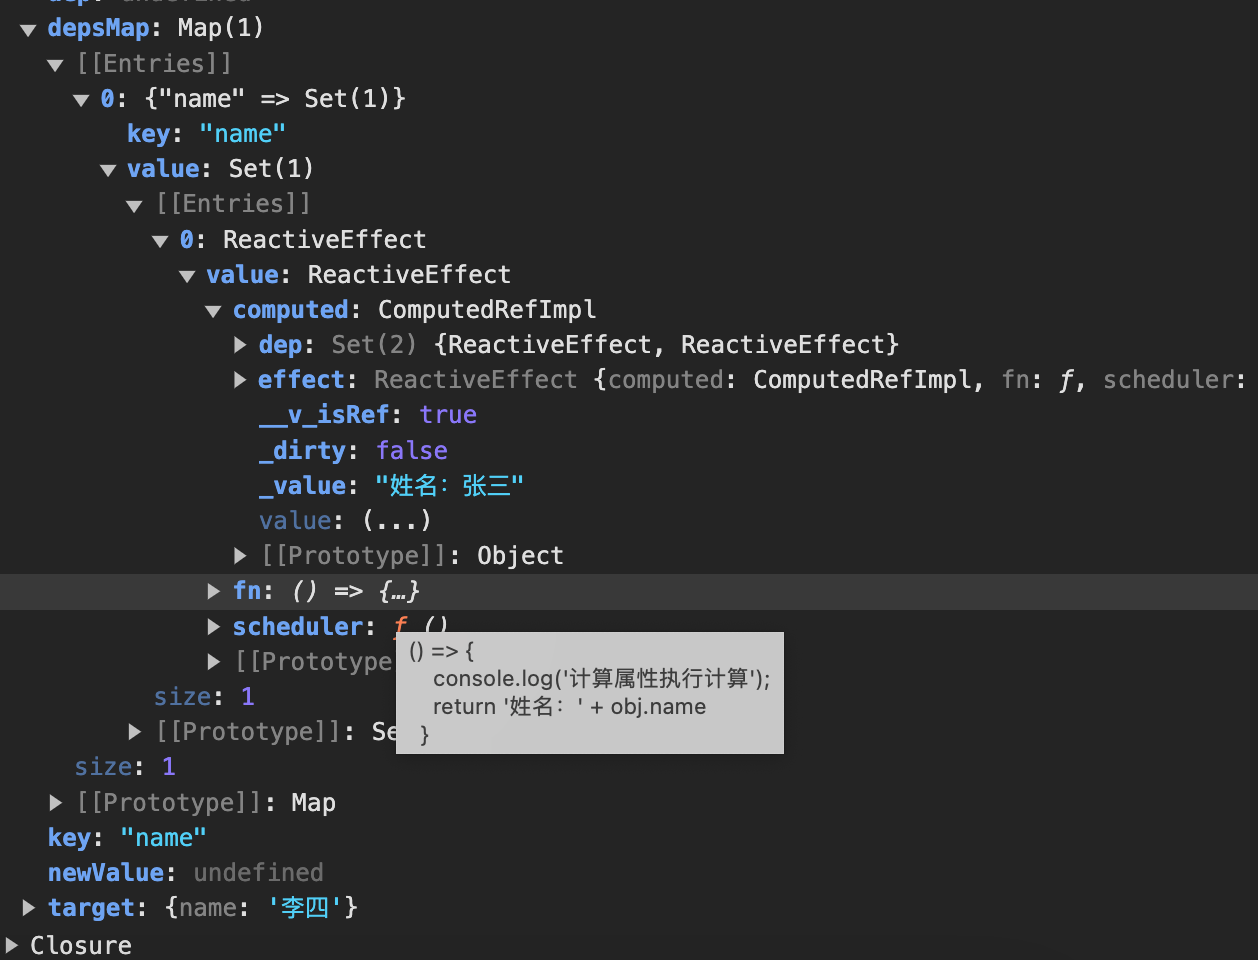 dep: undefined
depsMap: Map(1)
[[Entries]]
0: {"name" => Set(1)}
key: "name"
value: Set(1)
[[Entries]]
0: ReactiveEffect
value: ReactiveEffect
computed: ComputedRefImpl
dep: Set(2) {ReactiveEffect, ReactiveEffect}
effect: ReactiveEffect {computed: ComputedRefImpl, fn: ƒ, scheduler:
__v_isRef: true
_dirty: false
_value: "姓名：张三"
value: (...)
[[Prototype]]: Object
fn: () => {…}
scheduler: ƒ ()
[[Prototype
() => {
console.log('计算属性执行计算');
return '姓名：' + obj.name
}
size: 1
[[Prototype]]: Se
size: 1
[[Prototype]]: Map
key: "name"
newValue: undefined
target: {name: '李四'}
Closure